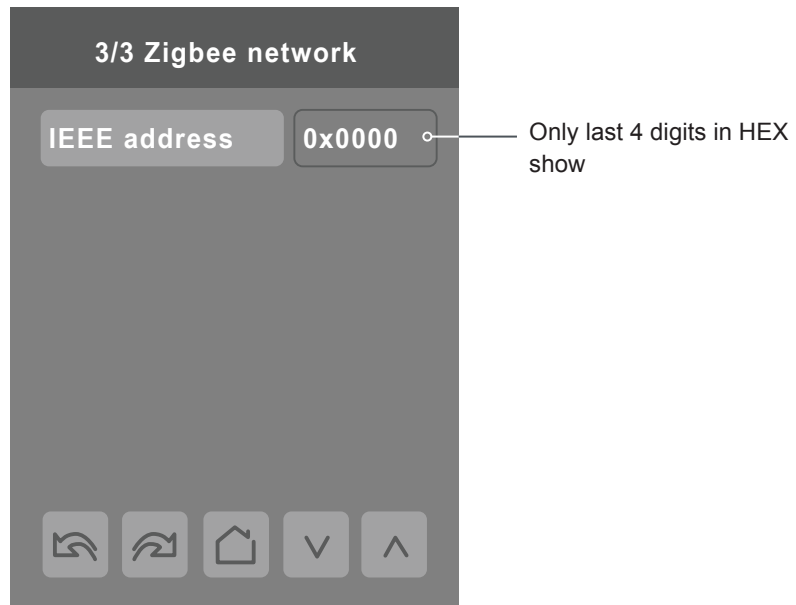 3/3 Zigbee network
IEEE address 0x0000
Only last 4 digits in HEX
show